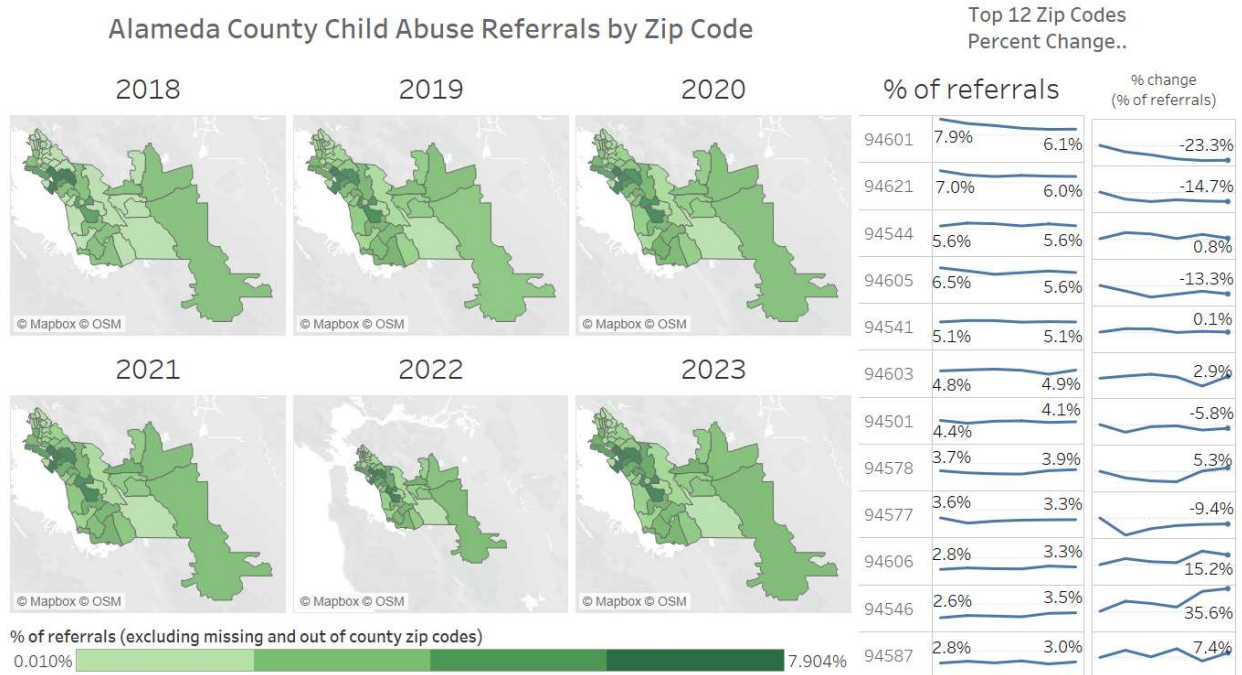 Alameda County Child Abuse Referrals by Zip Code
Top 12 Zip Codes
Percent Change..
2018
2019
2020
© Mapbox © OSM
© Mapbox © OSM
© Mapbox © OSM
2021
2022
2023
© Mapbox © OSM
© Mapbox © OSM
© Mapbox © OSM
% of referrals (excluding missing and out of county zip codes)
0.010%
7.904%
% of referrals
% change
(% of referrals)
94601 7.9% 6.1% -23.3%
94621 7.0% 6.0% -14.7%
94544 5.6% 5.6% 0.8%
94605 6.5% 5.6% -13.3%
94541 5.1% 5.1% 0.1%
94603 4.8% 4.9% 2.9%
94501 4.4% 4.1% -5.8%
94578 3.7% 3.9% 5.3%
94577 3.6% 3.3% -9.4%
94606 2.8% 3.3% 15.2%
94546 2.6% 3.5% 35.6%
94587 2.8% 3.0% 7.4%